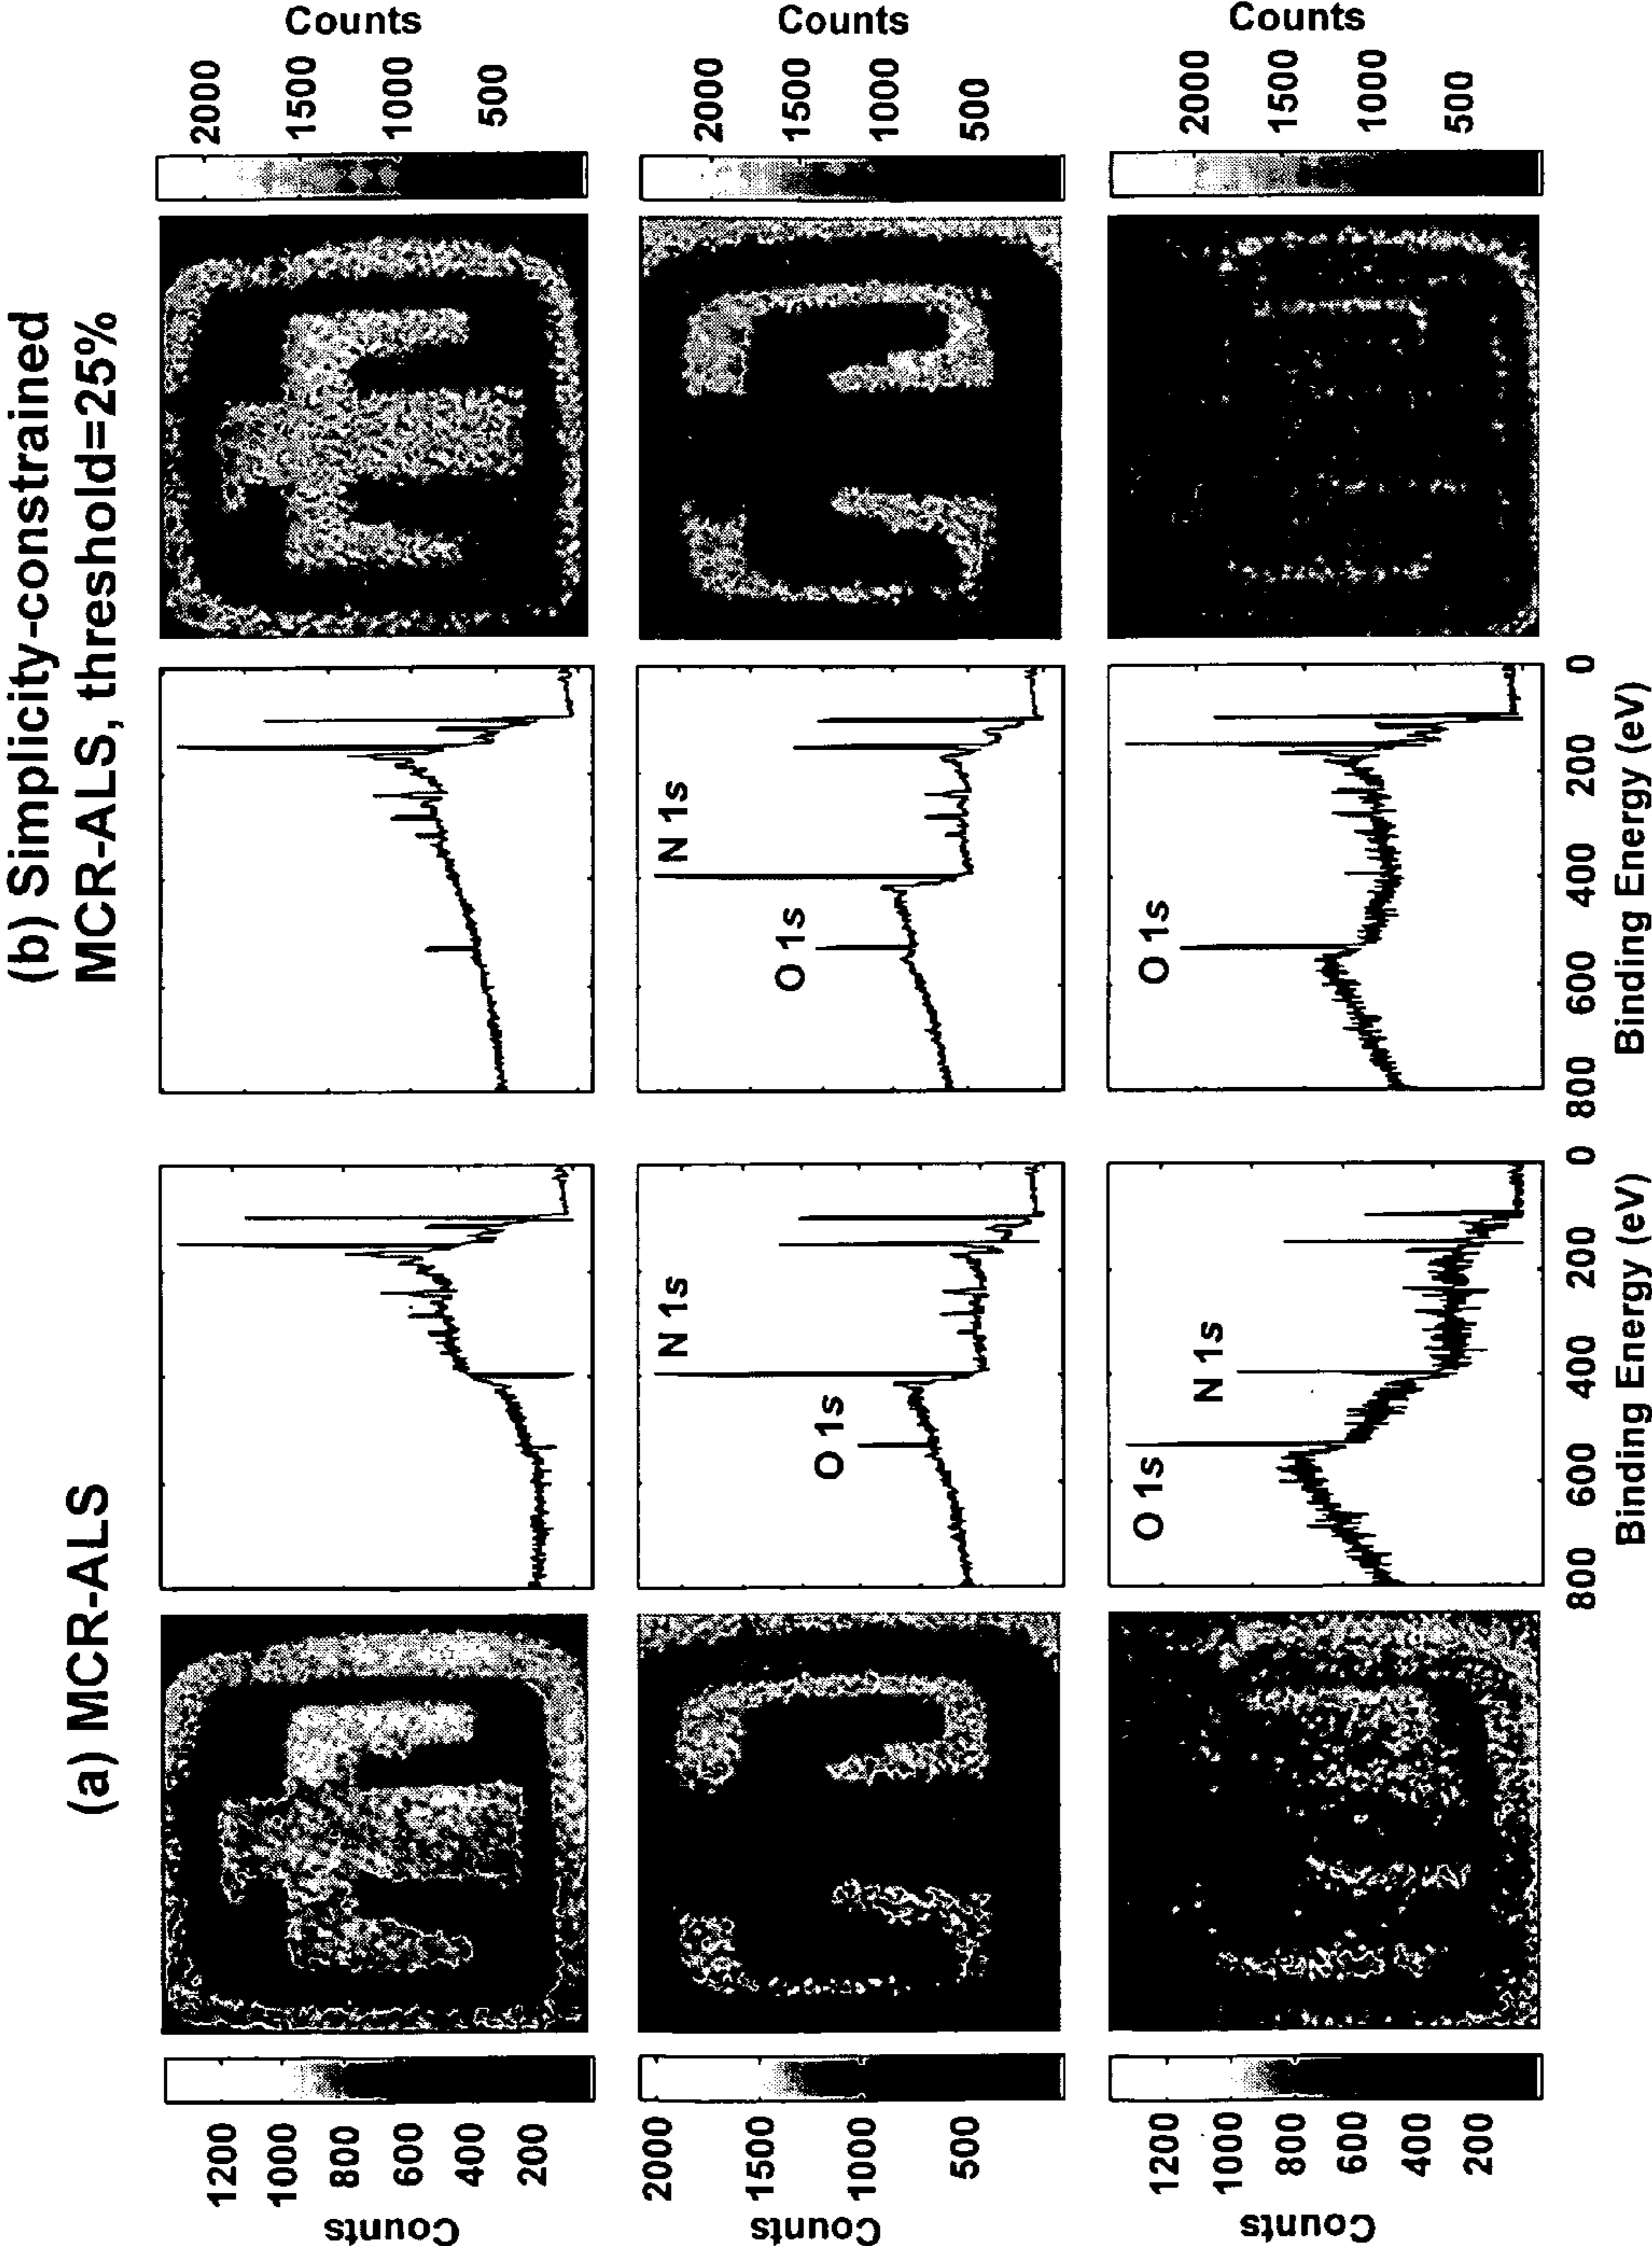 (a) MCR-ALS
(b) Simplicity-constrained
MCR-ALS, threshold=25%
Counts
1200
1000
800
600
400
200
2000
1500
1000
500
Counts
Counts
2000
1500
1000
500
N 1s
O 1s
N 1s
O 1s
2000
1500
1000
500
Counts
Counts
1200
1000
800
600
400
200
O 1s
N 1s
O 1s
2000
1500
1000
500
Counts
800 600 400 200 0
Binding Energy (eV)
800 600 400 200 0
Binding Energy (eV)